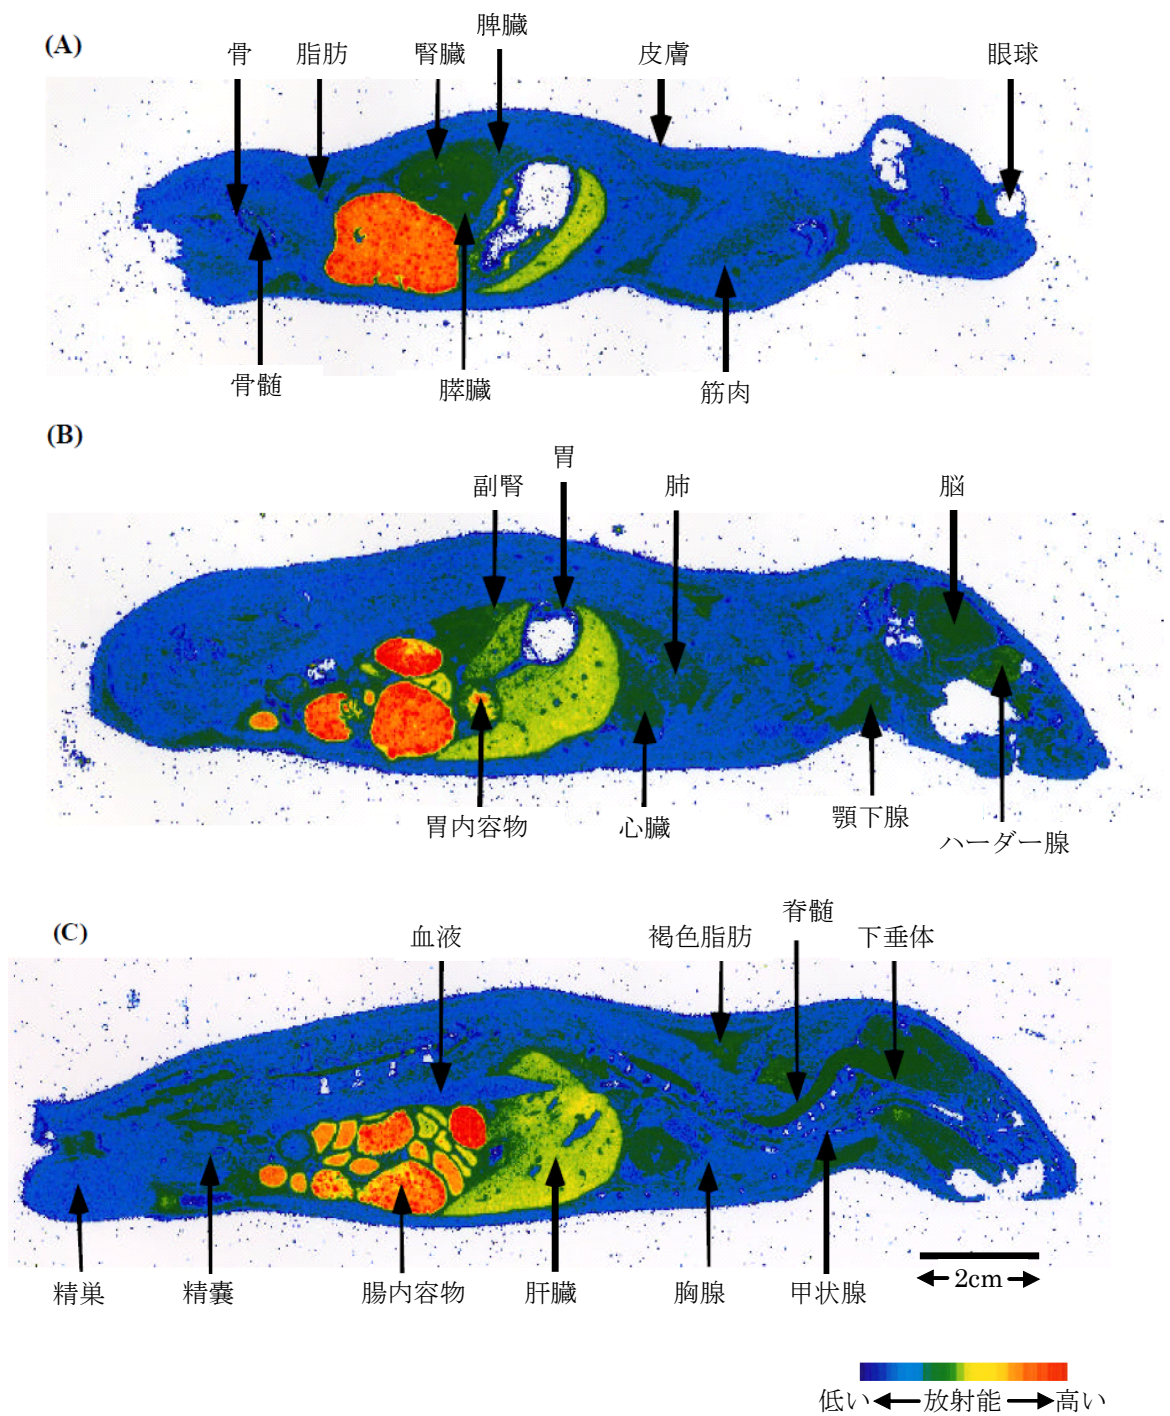 (A)
骨
脂肪
腎臓
脾臓
皮膚
眼球
骨髄
膵臓
筋肉
(B)
副腎
胃
肺
脳
胃内容物
心臓
顎下腺
ハーダー腺
(C)
血液
褐色脂肪
脊髄
下垂体
精巣
精嚢
腸内容物
肝臓
胸腺
甲状腺
2cm
低い 放射能 高い